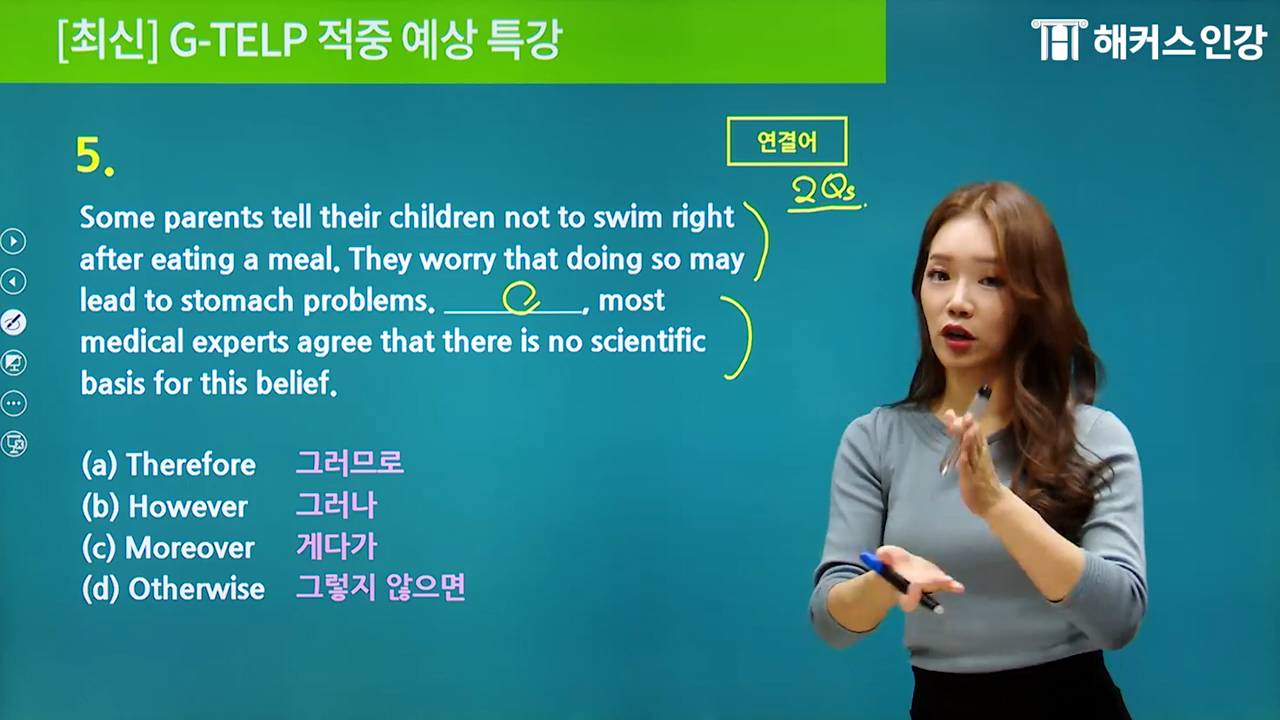 [최신] G-TELP 적중 예상 특강
해커스인강
5.
연결어
2Qs.
Some parents tell their children not to swim right
after eating a meal. They worry that doing so may
lead to stomach problems. ________, most
medical experts agree that there is no scientific
basis for this belief.
(a) Therefore 그러므로
(b) However 그러나
(c) Moreover 게다가
(d) Otherwise 그렇지 않으면